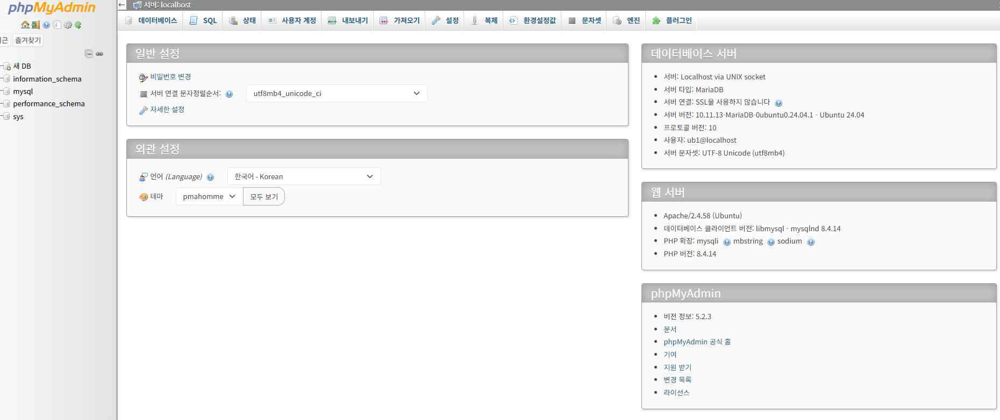 phpMyAdmin
즐겨찾기
새 DB
information_schema
mysql
performance_schema
sys
서버: localhost
데이터베이스 SQL 상태 사용자 계정 내보내기 가져오기 설정 복제 환경설정값 문자셋 엔진 플러그인
일반 설정
비밀번호 변경
서버 연결 문자정렬순서: utf8mb4_unicode_ci
자세한 설정
외관 설정
언어 (Language) 한국어 - Korean
테마 pmahomme 모두 보기
데이터베이스 서버
서버: Localhost via UNIX socket
서버 타입: MariaDB
서버 연결: SSL을 사용하지 않습니다
서버 버전: 10.11.13-MariaDB-0ubuntu0.24.04.1 - Ubuntu 24.04
프로토콜 버전: 10
사용자: ub1@localhost
서버 문자셋: UTF-8 Unicode (utf8mb4)
웹 서버
Apache/2.4.58 (Ubuntu)
데이터베이스 클라이언트 버전: libmysql - mysqlnd 8.4.14
PHP 확장: mysqli mbstring sodium
PHP 버전: 8.4.14
phpMyAdmin
버전 정보: 5.2.3
문서
phpMyAdmin 공식 홈
기여
지원 받기
변경 목록
라이선스